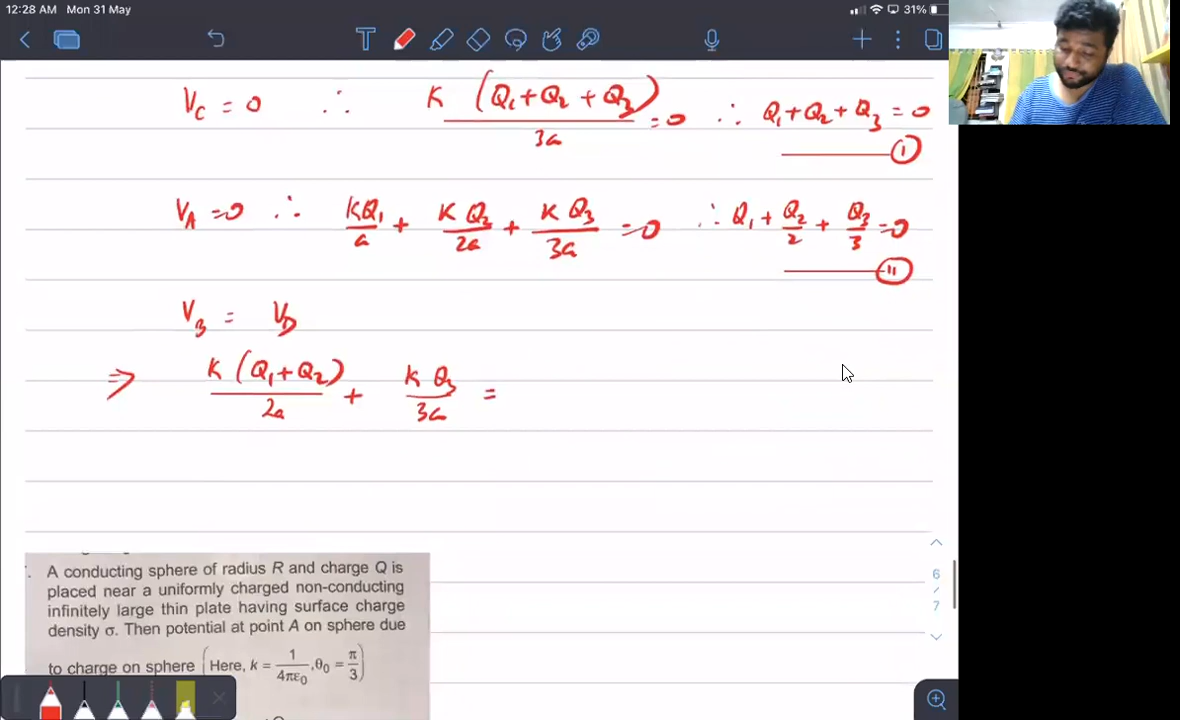 12:28 AM Mon 31 May 31%
V_C = 0 ∴ K (Q₁+Q₂+Q₃)/3a = 0 ∴ Q₁+Q₂+Q₃ = 0 ——— (I)
V_A = 0 ∴ KQ₁/a + KQ₂/2a + KQ₃/3a = 0 ∴ Q₁ + Q₂/2 + Q₃/3 = 0 ——— (II)
V_B = V_D
⇒ K (Q₁+Q₂)/2a + KQ₃/3a =
A conducting sphere of radius R and charge Q is
placed near a uniformly charged non-conducting
infinitely large thin plate having surface charge
density σ. Then potential at point A on sphere due
to charge on sphere (Here, k = 1/4πε₀, θ₀ = π/3)
6
/
7